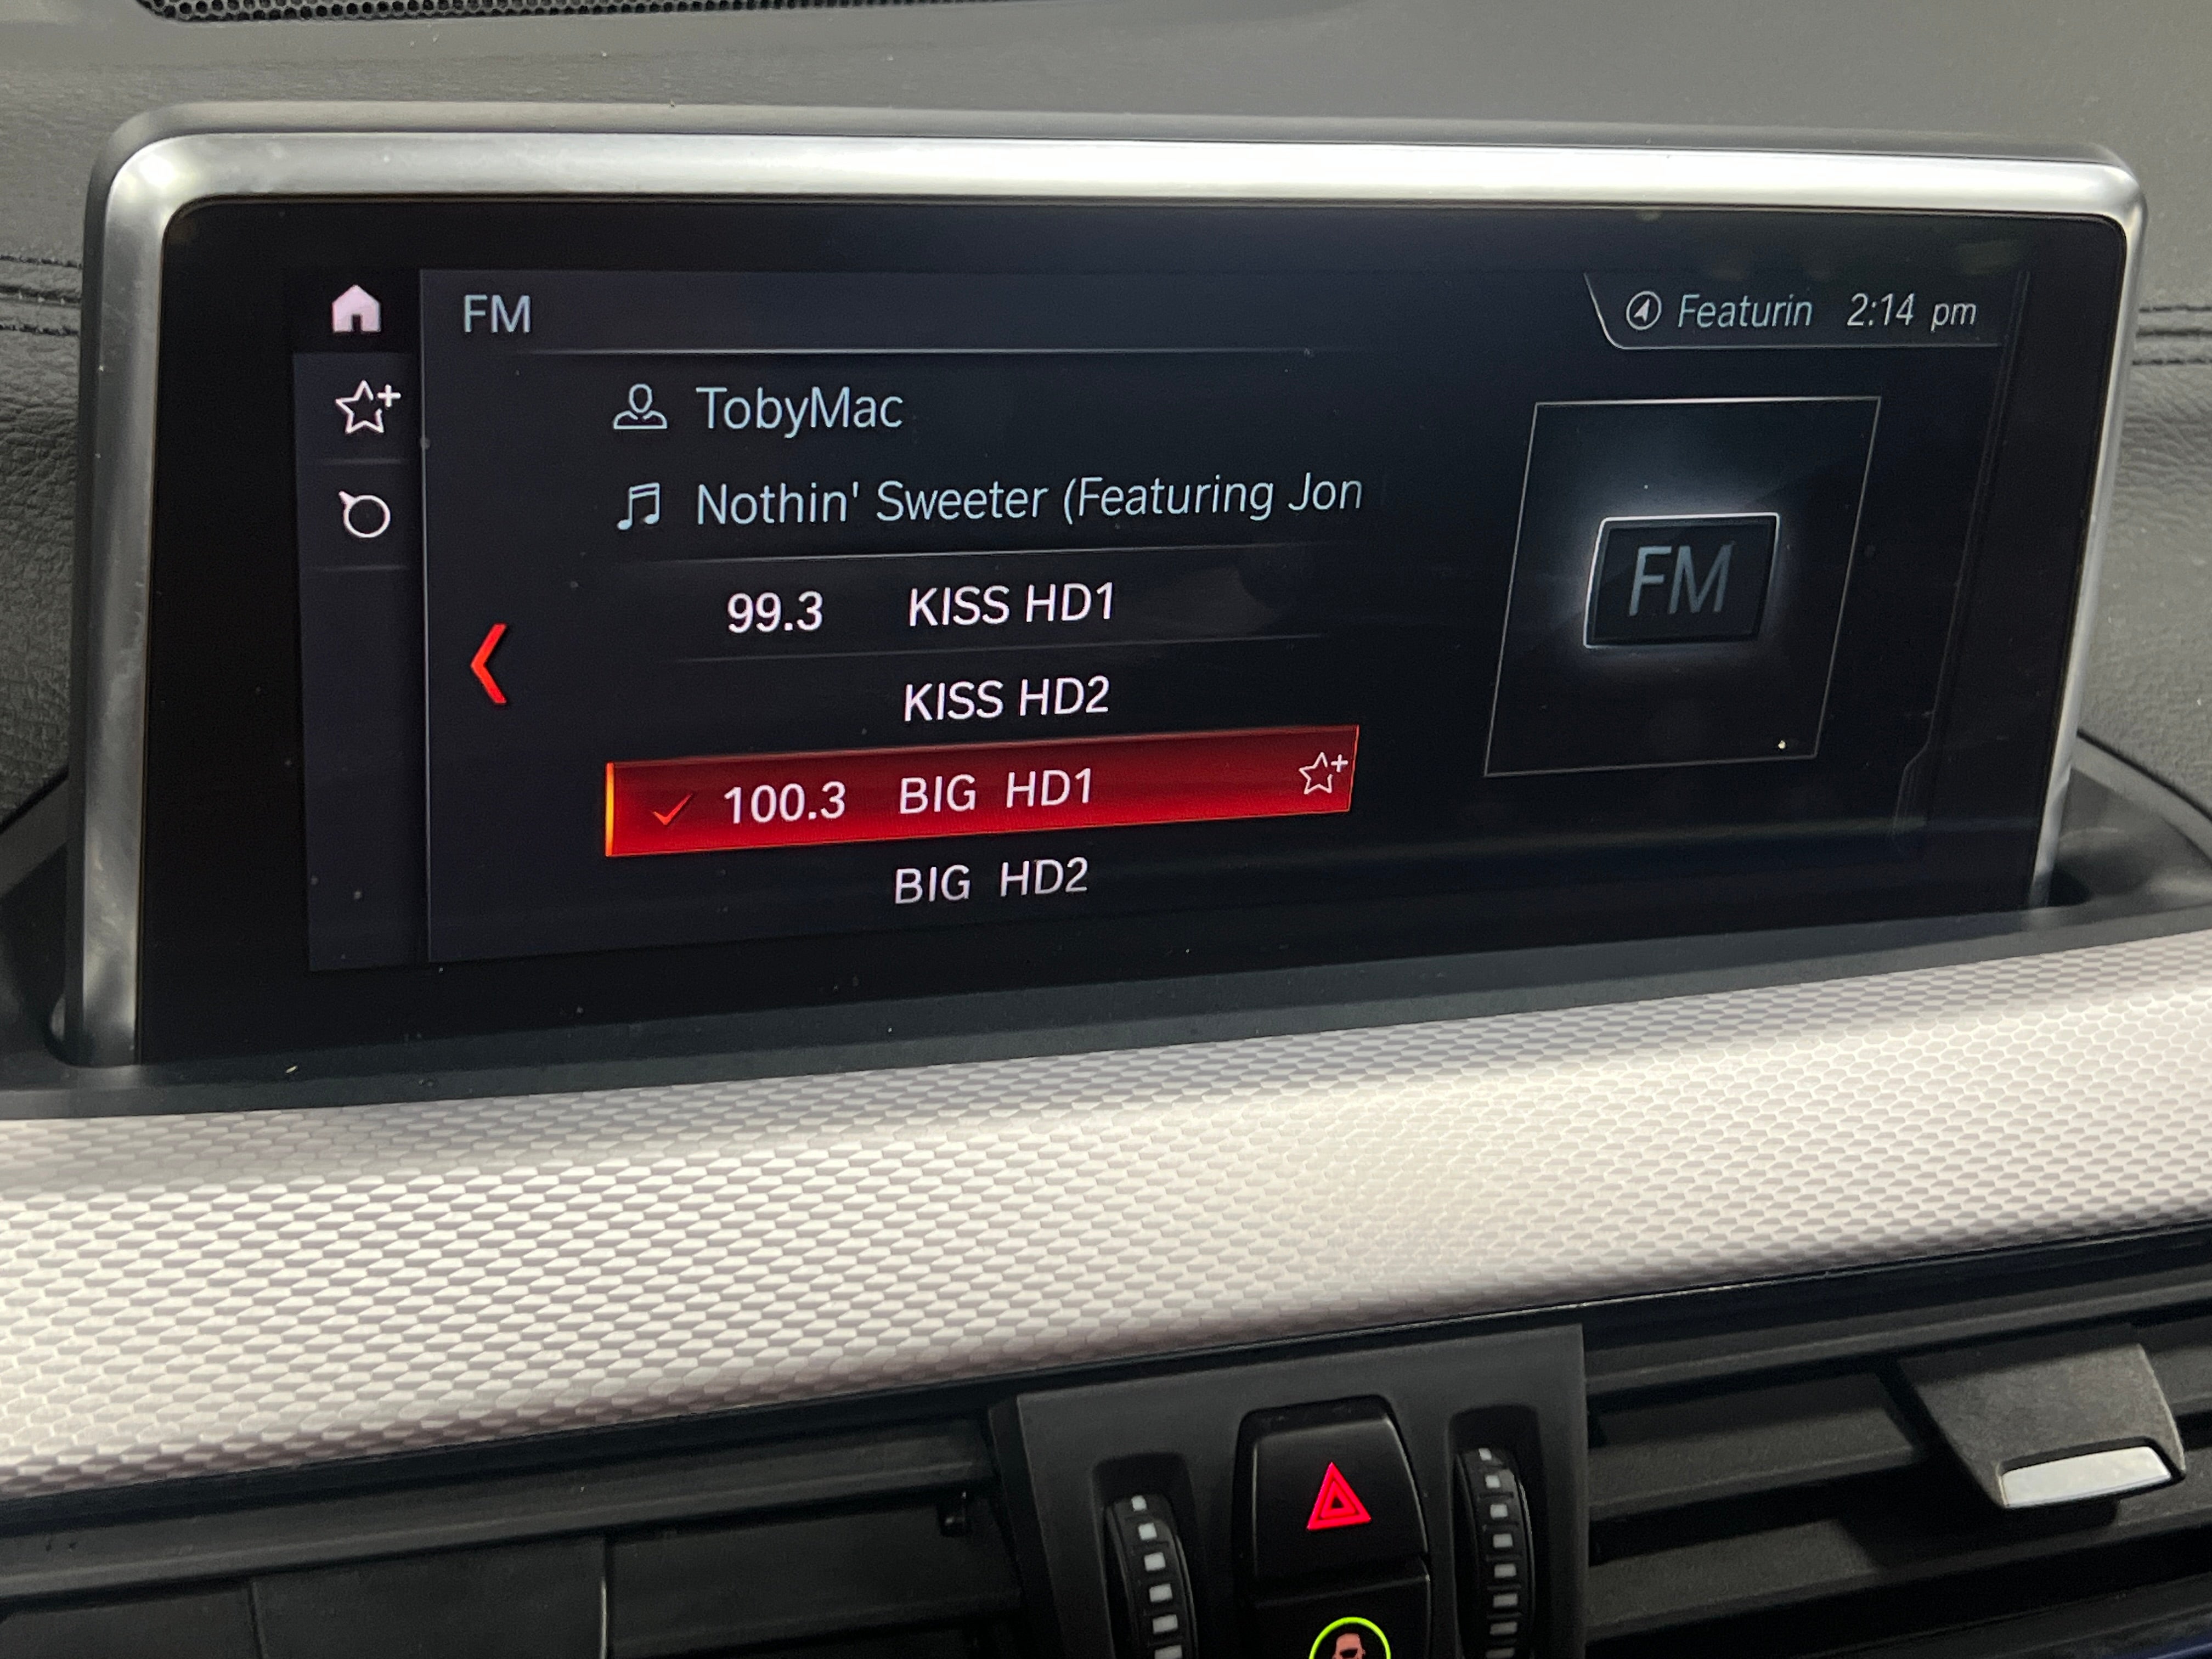 FM
Featurin 2:14 pm
TobyMac
Nothin' Sweeter (Featuring Jon
99.3 KISS HD1
KISS HD2
100.3 BIG HD1
BIG HD2
FM